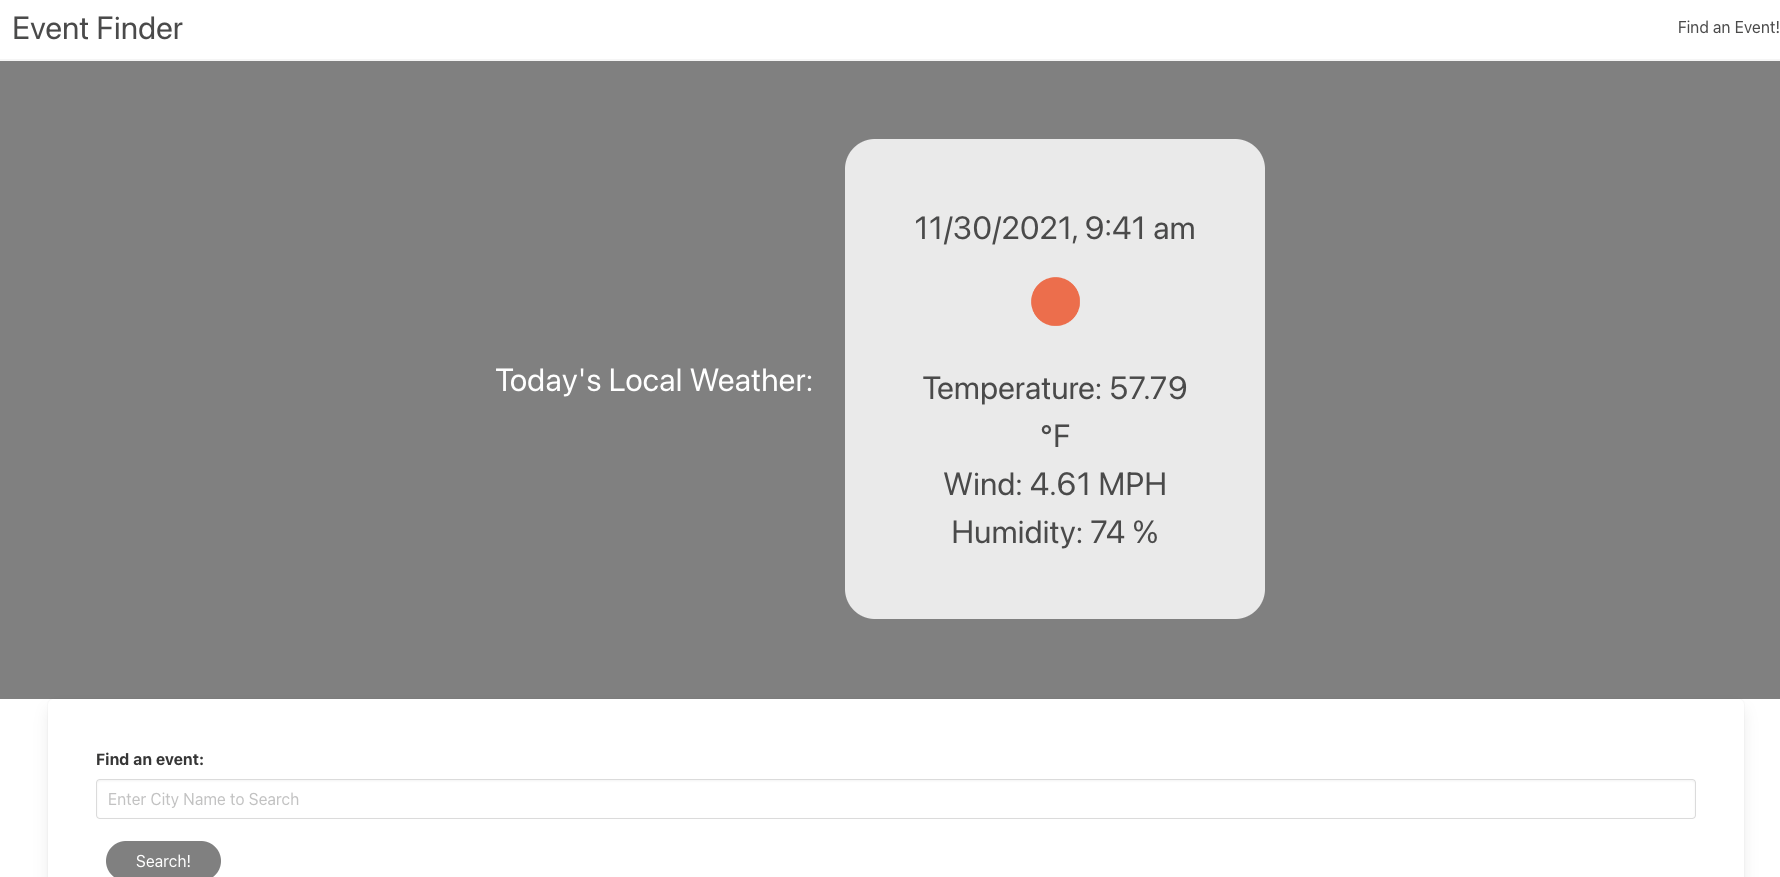 Event Finder
Find an Event!
Today's Local Weather:
11/30/2021, 9:41 am
Temperature: 57.79
°F
Wind: 4.61 MPH
Humidity: 74 %
Find an event:
Enter City Name to Search
Search!